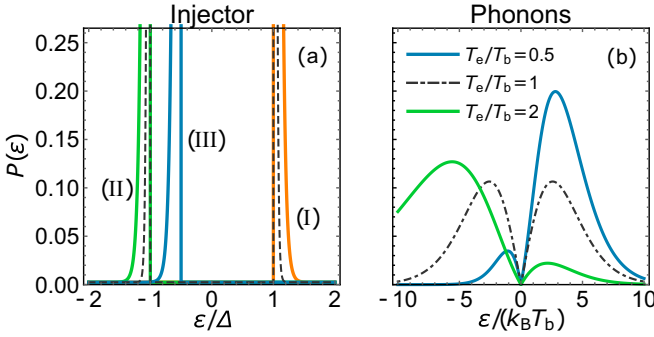 Injector
Phonons
0.25
0.20
0.15
0.10
0.05
0.00
P(ε)
(a)
(III)
(II)
(I)
-2 -1 0 1 2
ε/Δ
(b)
Te/Tb=0.5
Te/Tb=1
Te/Tb=2
-10 -5 0 5 10
ε/(kBTb)